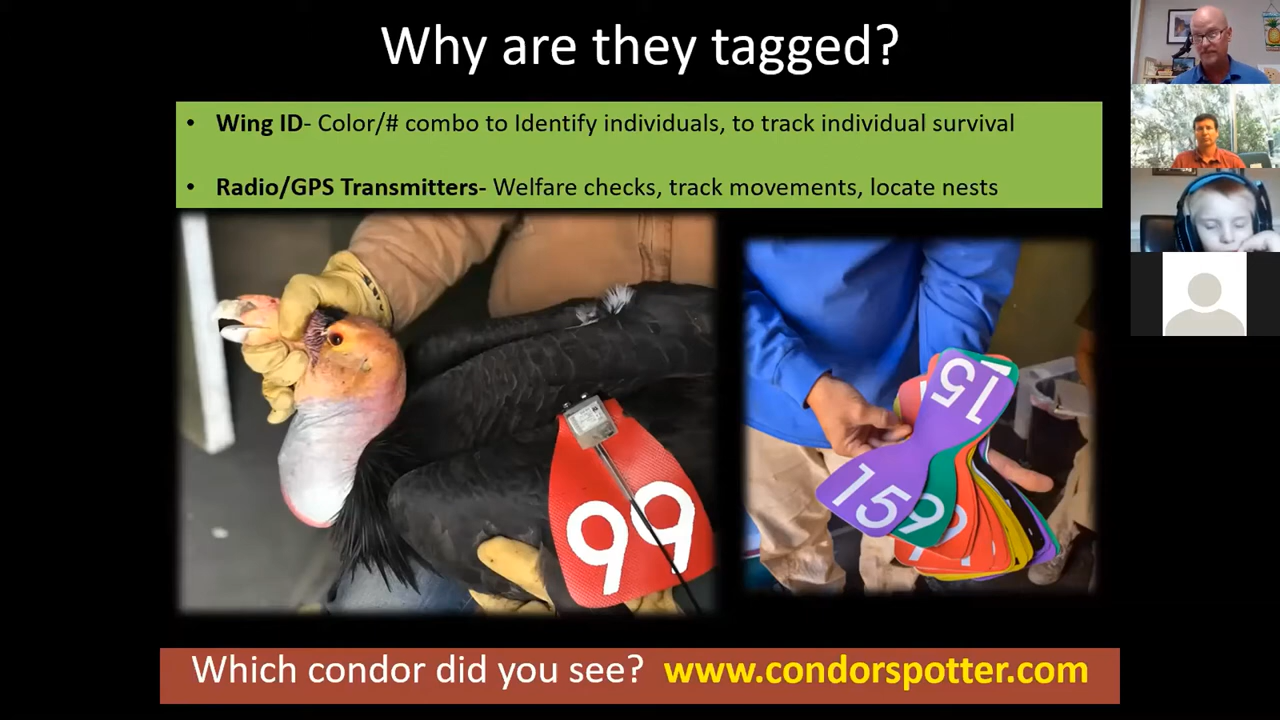 Why are they tagged?
• Wing ID- Color/# combo to Identify individuals, to track individual survival
• Radio/GPS Transmitters- Welfare checks, track movements, locate nests
99
15
159
9
Which condor did you see? www.condorspotter.com